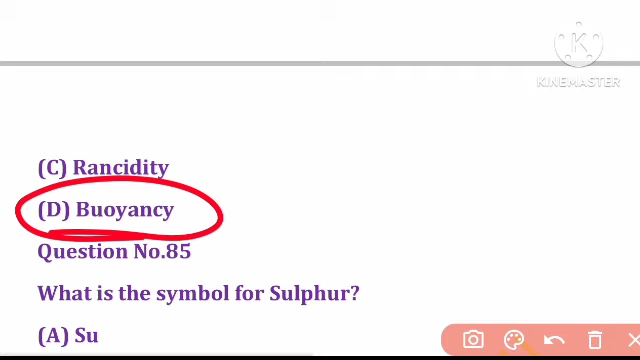 KINEMASTER
(C) Rancidity
(D) Buoyancy
Question No.85
What is the symbol for Sulphur?
(A) Su